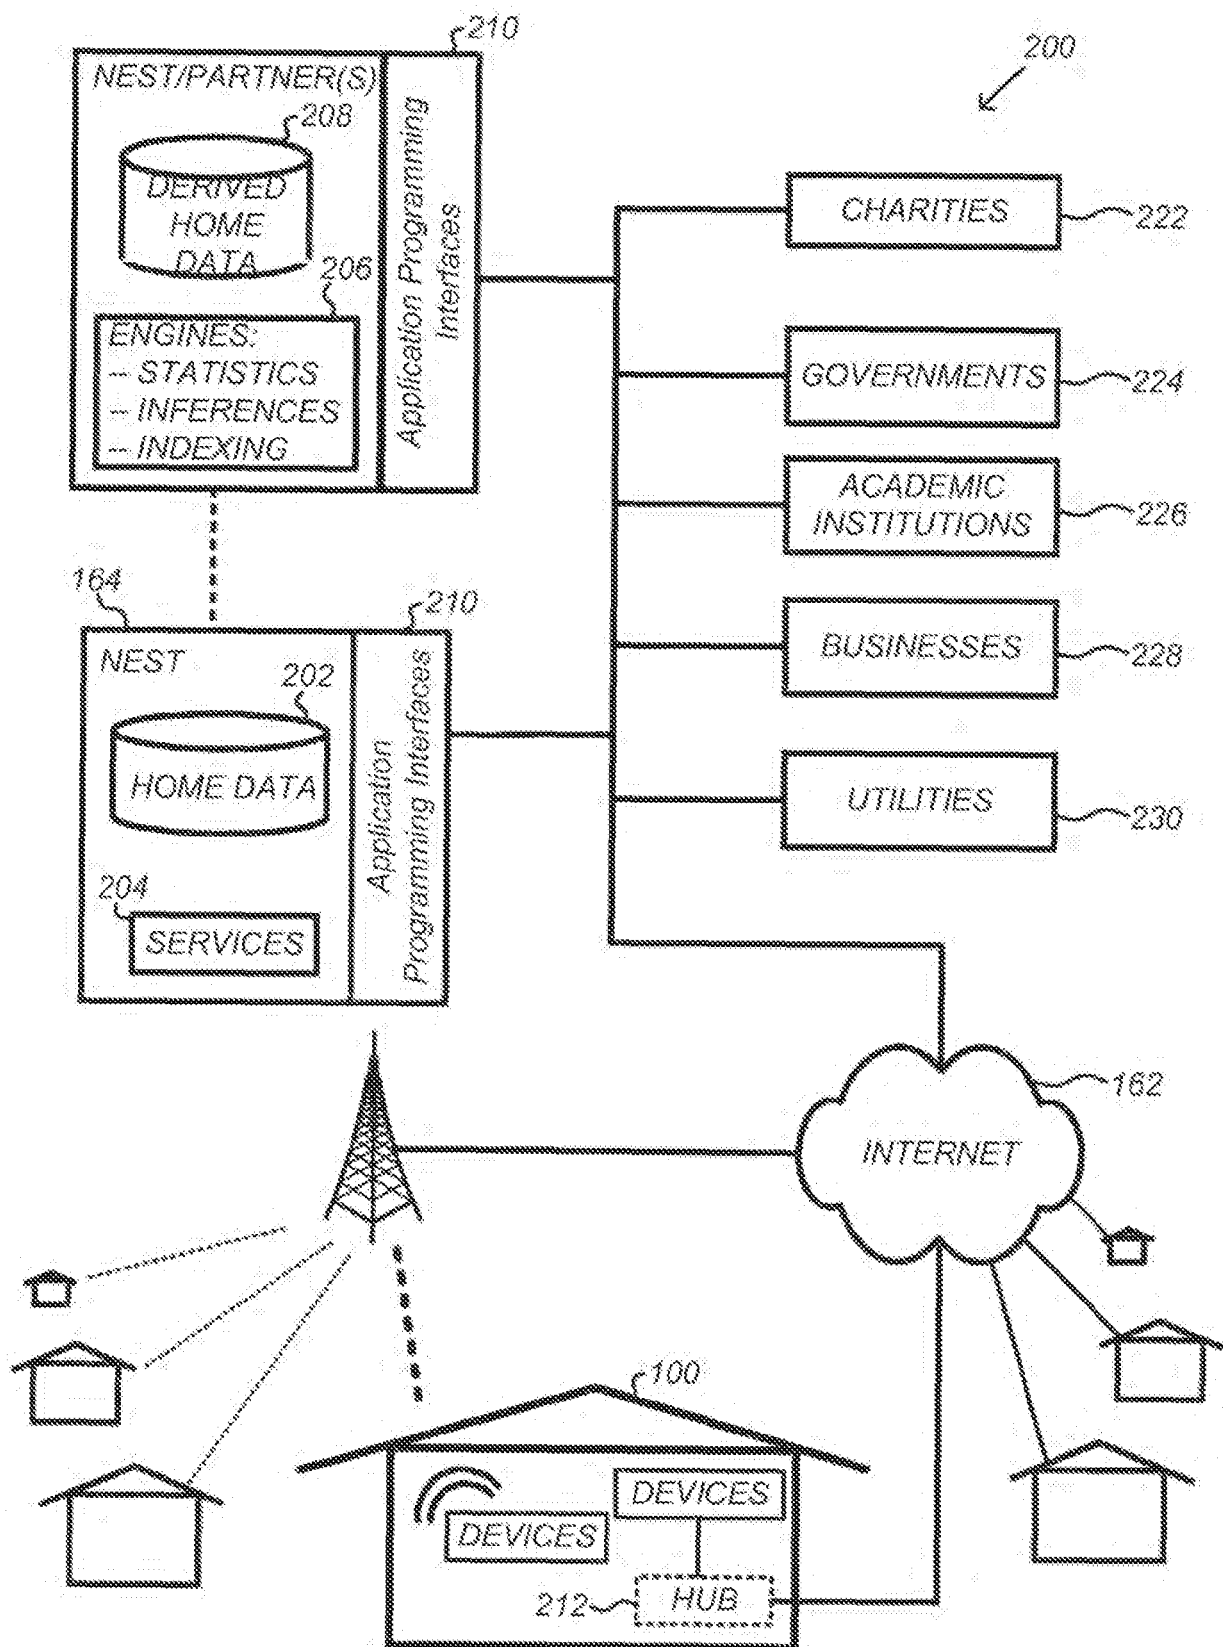 210
200
NEST/PARTNER(S)
208
DERIVED
HOME
DATA
206
ENGINES:
-- STATISTICS
-- INFERENCES
-- INDEXING
Application Programming
Interfaces
CHARITIES
222
GOVERNMENTS
224
ACADEMIC
INSTITUTIONS
226
BUSINESSES
228
UTILITIES
230
164
210
NEST
202
HOME DATA
204
SERVICES
Application
Programming Interfaces
162
INTERNET
100
DEVICES
DEVICES
212
HUB